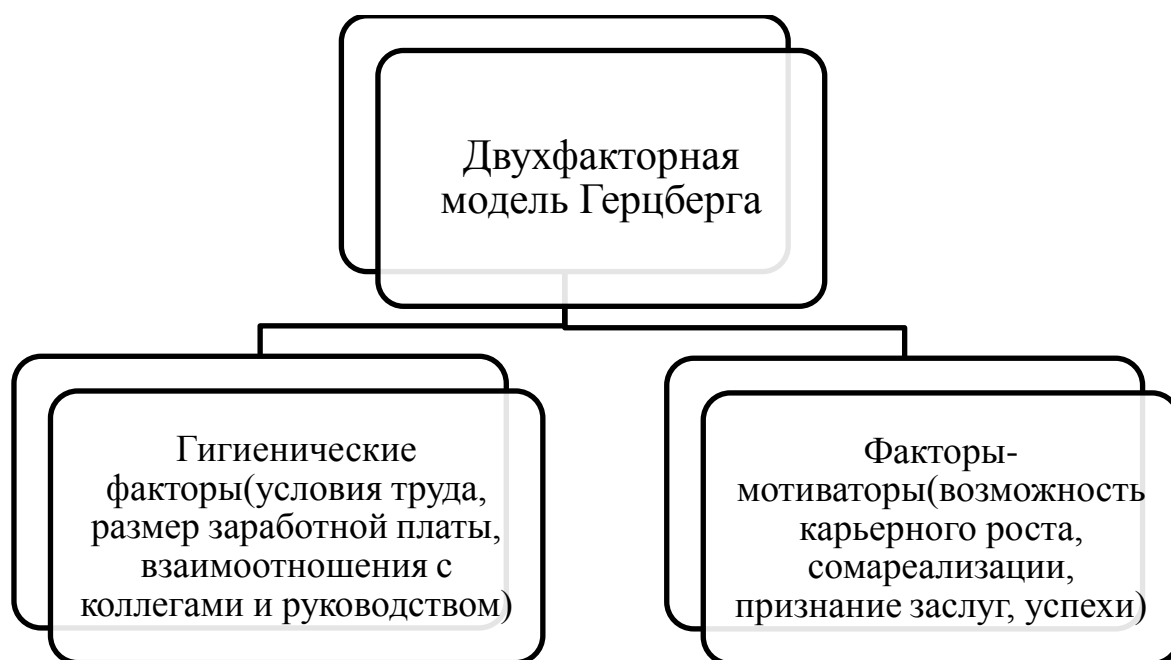 Двухфакторная
модель Герцберга
Гигиенические
факторы(условия труда,
размер заработной платы,
взаимоотношения с
коллегами и руководством)
Факторы-
мотиваторы(возможность
карьерного роста,
сомареализации,
признание заслуг, успехи)